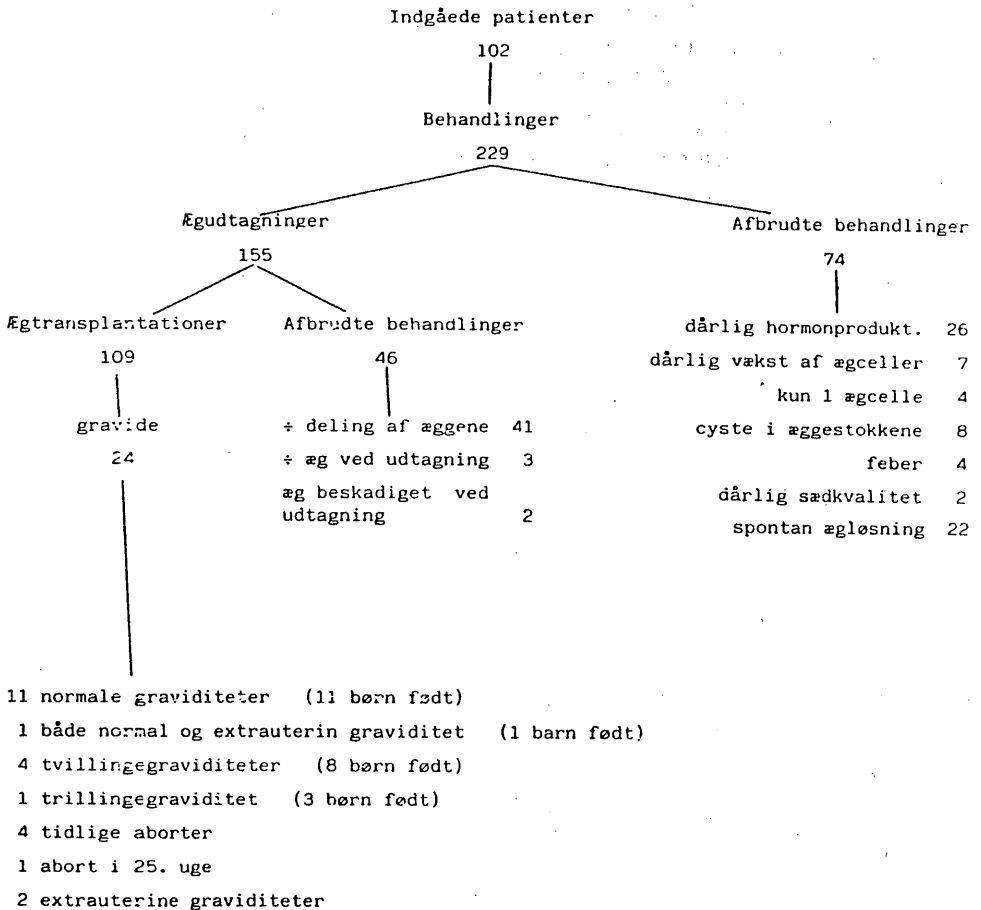 Indgåede patienter
102
Behandlinger
229
Ægudtagninger
155
Afbrudte behandlinger
74
Ægtransplantationer
109
Afbrudte behandlinger
46
gravide
24
÷ deling af æggene 41
÷ æg ved udtagning 3
æg beskadiget ved
udtagning 2
dårlig hormonprodukt. 26
dårlig vækst af ægceller 7
kun 1 ægcelle 4
cyste i æggestokkene 8
feber 4
dårlig sædkvalitet 2
spontan ægløsning 22
11 normale graviditeter (11 børn født)
1 både normal og extrauterin graviditet (1 barn født)
4 tvillingegraviditeter (8 børn født)
1 trillingegraviditet (3 børn født)
4 tidlige aborter
1 abort i 25. uge
2 extrauterine graviditeter